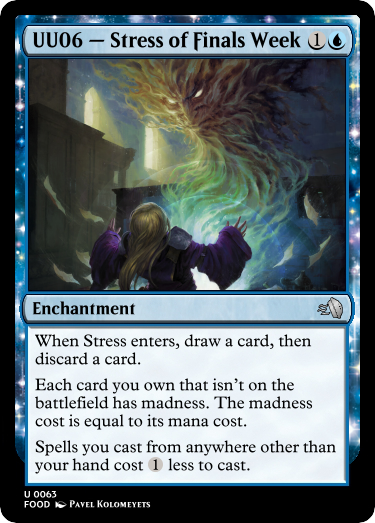 UU06 — Stress of Finals Week 1
Enchantment
When Stress enters, draw a card, then
discard a card.
Each card you own that isn't on the
battlefield has madness. The madness
cost is equal to its mana cost.
Spells you cast from anywhere other than
your hand cost 1 less to cast.
U 0063
FOOD Pavel Kolomeyets